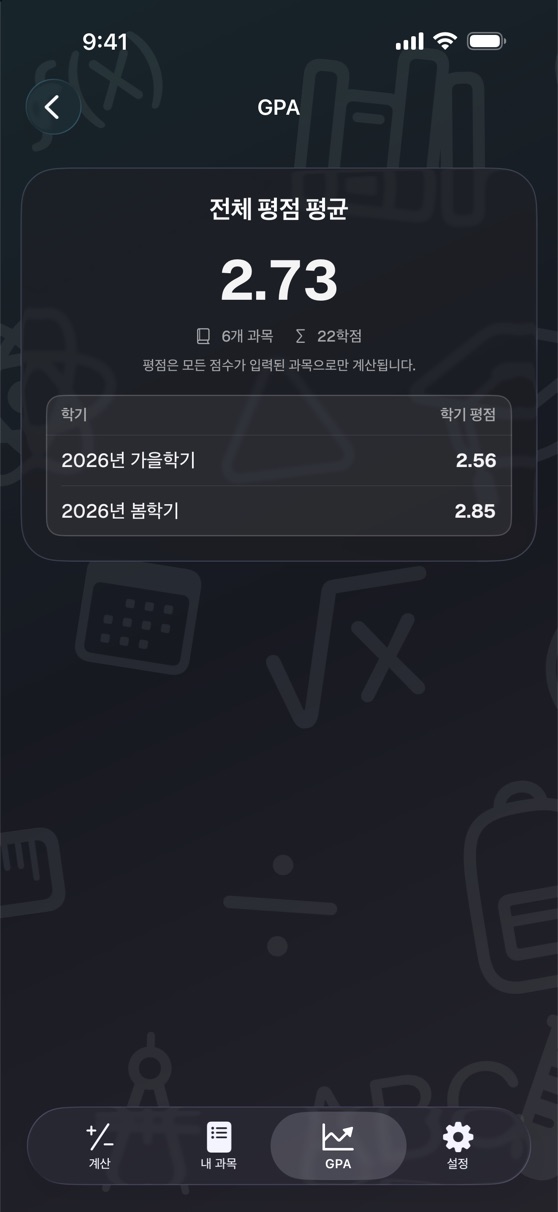 9:41
GPA
전체 평점 평균
2.73
6개 과목 Σ 22학점
평점은 모든 점수가 입력된 과목으로만 계산됩니다.
학기 학기 평점
2026년 가을학기 2.56
2026년 봄학기 2.85
f(x)
√x
÷
ABC
계산 내 과목 GPA 설정